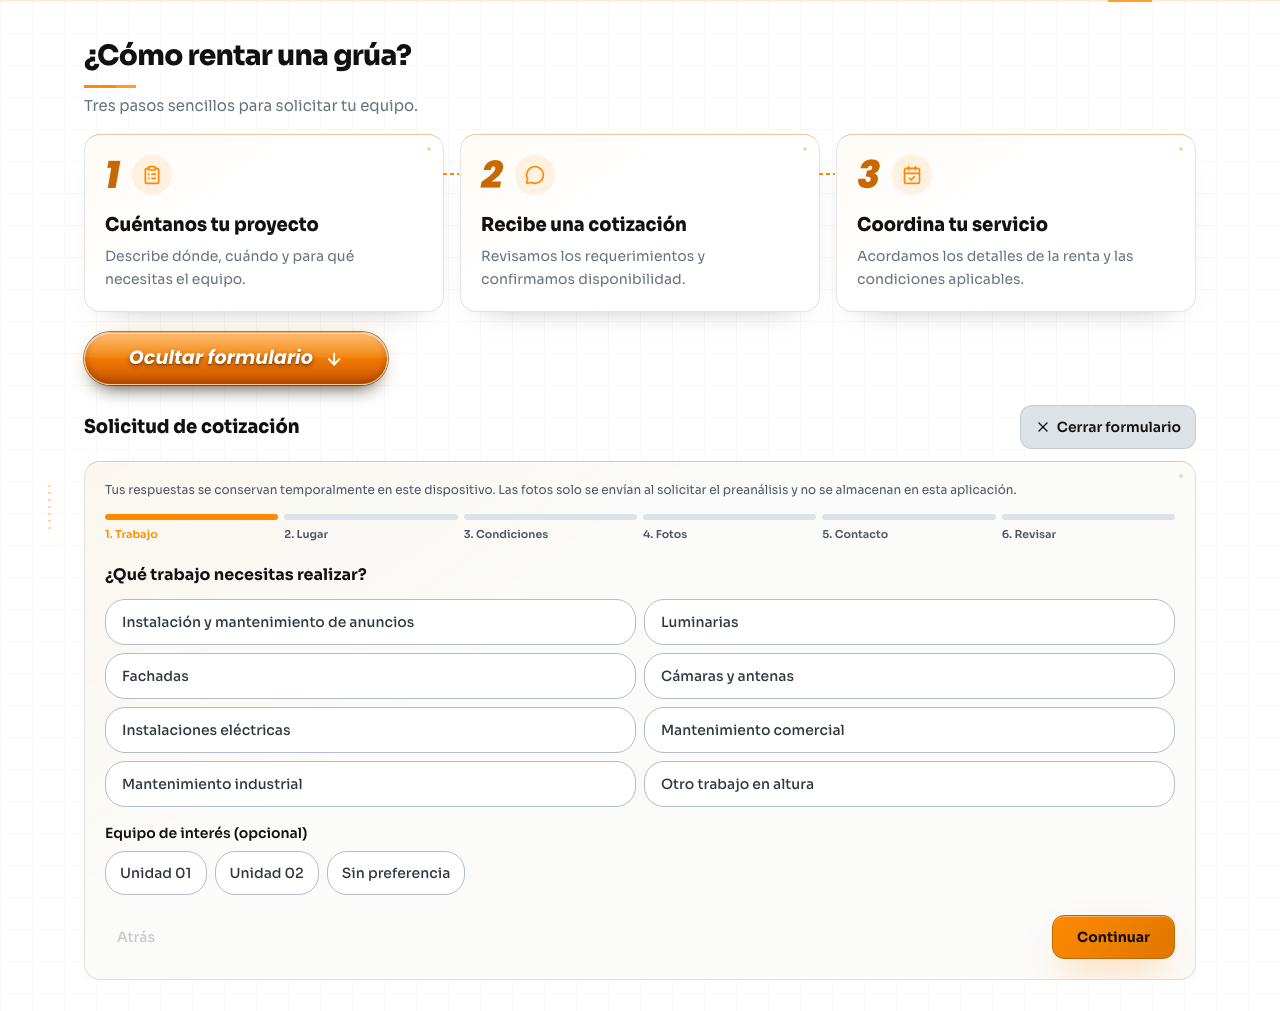 ¿Cómo rentar una grúa?
Tres pasos sencillos para solicitar tu equipo.
1
Cuéntanos tu proyecto
Describe dónde, cuándo y para qué
necesitas el equipo.
2
Recibe una cotización
Revisamos los requerimientos y
confirmamos disponibilidad.
3
Coordina tu servicio
Acordamos los detalles de la renta y las
condiciones aplicables.
Ocultar formulario
Solicitud de cotización
Cerrar formulario
Tus respuestas se conservan temporalmente en este dispositivo. Las fotos solo se envían al solicitar el preanálisis y no se almacenan en esta aplicación.
1. Trabajo
2. Lugar
3. Condiciones
4. Fotos
5. Contacto
6. Revisar
¿Qué trabajo necesitas realizar?
Instalación y mantenimiento de anuncios
Luminarias
Fachadas
Cámaras y antenas
Instalaciones eléctricas
Mantenimiento comercial
Mantenimiento industrial
Otro trabajo en altura
Equipo de interés (opcional)
Unidad 01
Unidad 02
Sin preferencia
Atrás
Continuar